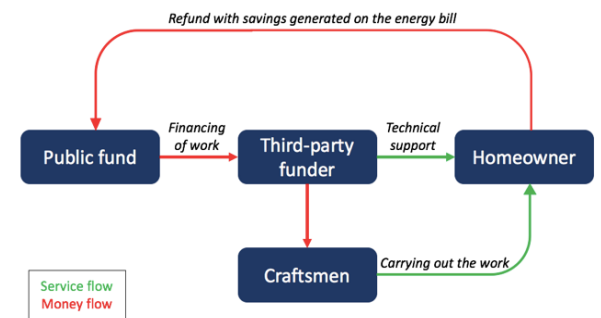 Refund with savings generated on the energy bill
Financing
of work
Technical
support
Public fund
Third-party
funder
Homeowner
Craftsmen
Carrying out the work
Service flow
Money flow